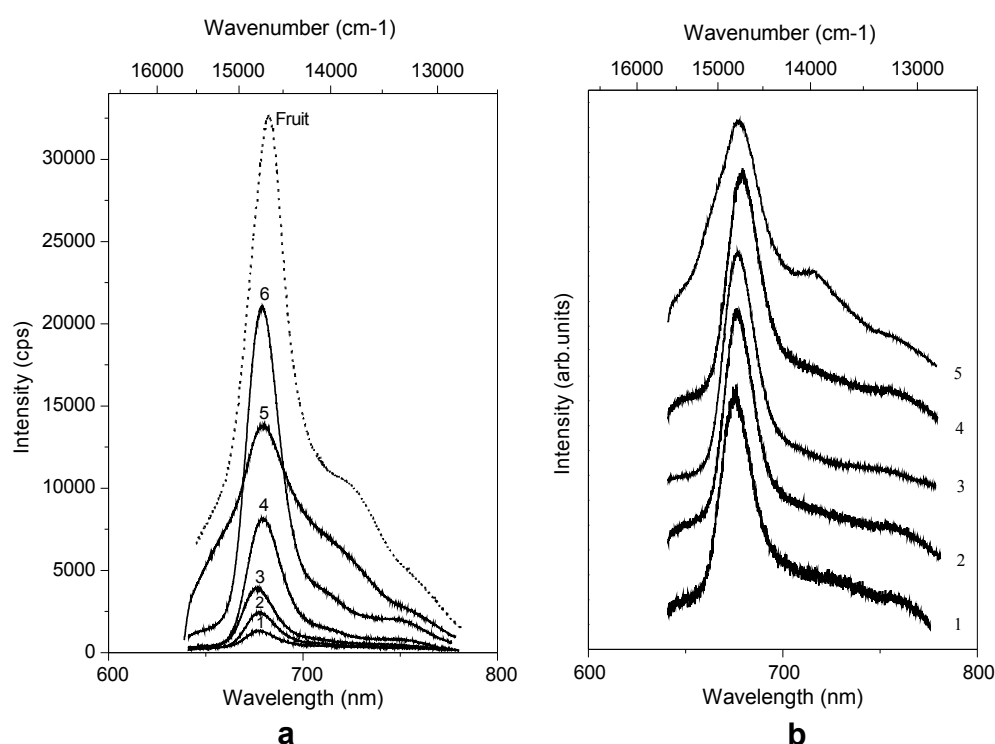 Wavenumber (cm-1)
16000 15000 14000 13000
Fruit
30000
25000
20000
15000
10000
5000
0
Intensity (cps)
6
5
4
3
2
1
600 700 800
Wavelength (nm)
a
Wavenumber (cm-1)
16000 15000 14000 13000
Intensity (arb.units)
5
4
3
2
1
600 700 800
Wavelength (nm)
b